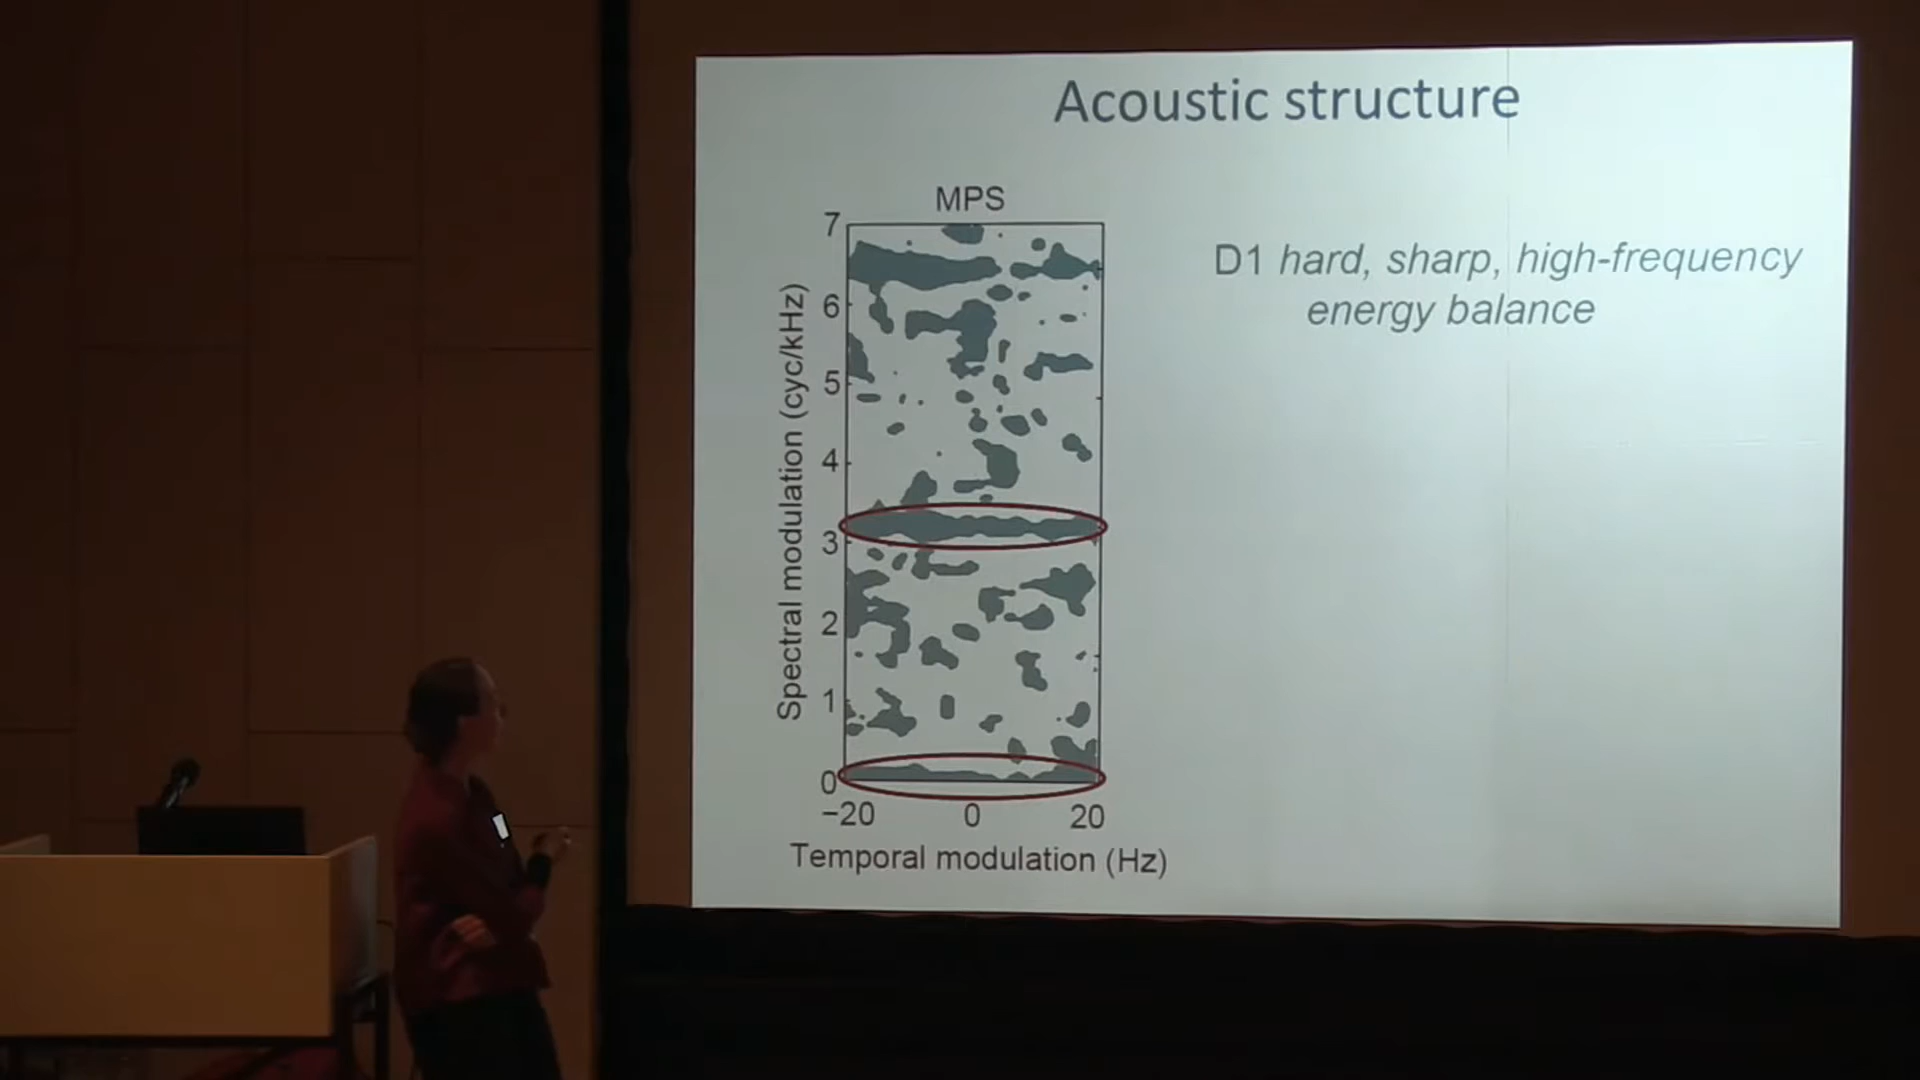 Acoustic structure
MPS
D1 hard, sharp, high-frequency
energy balance
Spectral modulation (cyc/kHz)
7
6
5
4
3
2
1
0
−20 0 20
Temporal modulation (Hz)